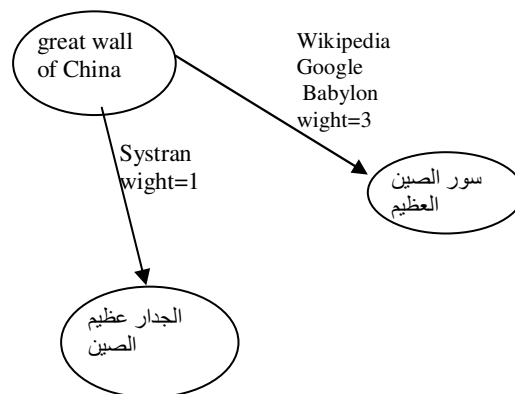 great wall
of China
Wikipedia
Google
Babylon
wight=3
Systran
wight=1
سور الصين
العظيم
الجدار عظيم
الصين